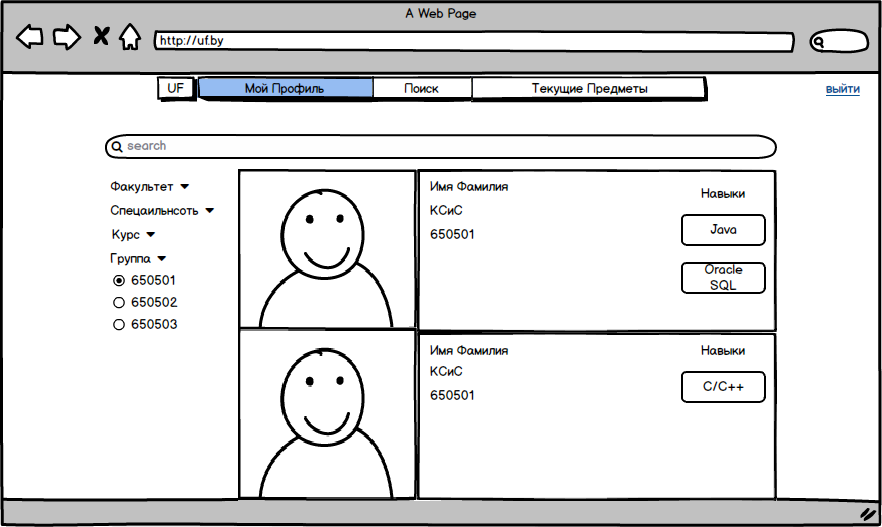 A Web Page
http://uf.by
UF Мой Профиль Поиск Текущие Предметы выйти
search
Факультет
Спецаильнсоть
Курс
Группа
650501
650502
650503
Имя Фамилия
КСиС
650501
Навыки
Java
Oracle
SQL
Имя Фамилия
КСиС
650501
Навыки
C/C++